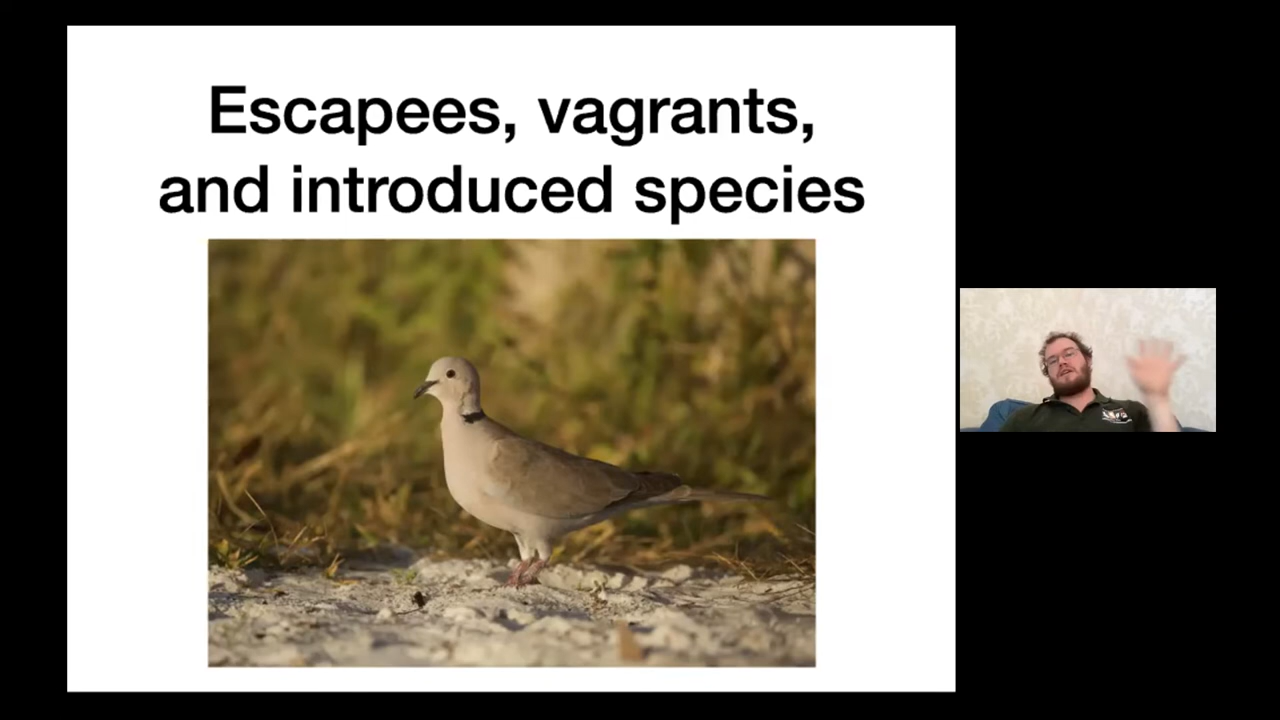 Escapees, vagrants,
and introduced species